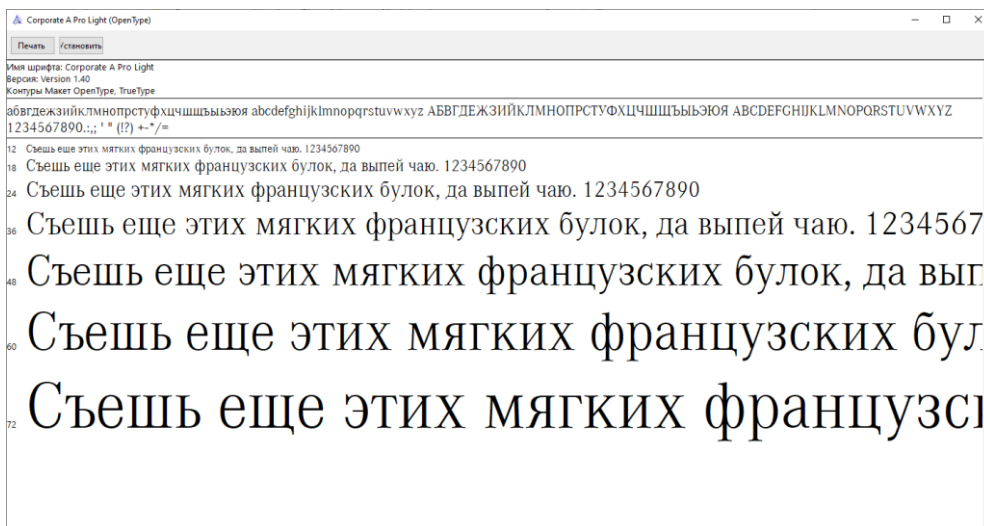 Corporate A Pro Light (OpenType)
Печать Установить
Имя шрифта: Corporate A Pro Light
Версия: Version 1.40
Контуры Макет OpenType, TrueType
абвгдежзийклмнопрстуфхцчшщъыьэюя abcdefghijklmnopqrstuvwxyz АБВГДЕЖЗИЙКЛМНОПРСТУФХЦЧШЩЪЫЬЭЮЯ ABCDEFGHIJKLMNOPQRSTUVWXYZ
1234567890.:,; ' " (!?) +-*/=
12 Съешь еще этих мягких французских булок, да выпей чаю. 1234567890
18 Съешь еще этих мягких французских булок, да выпей чаю. 1234567890
24 Съешь еще этих мягких французских булок, да выпей чаю. 1234567890
36 Съешь еще этих мягких французских булок, да выпей чаю. 1234567
48 Съешь еще этих мягких французских булок, да вып
60 Съешь еще этих мягких французских бул
72 Съешь еще этих мягких французс